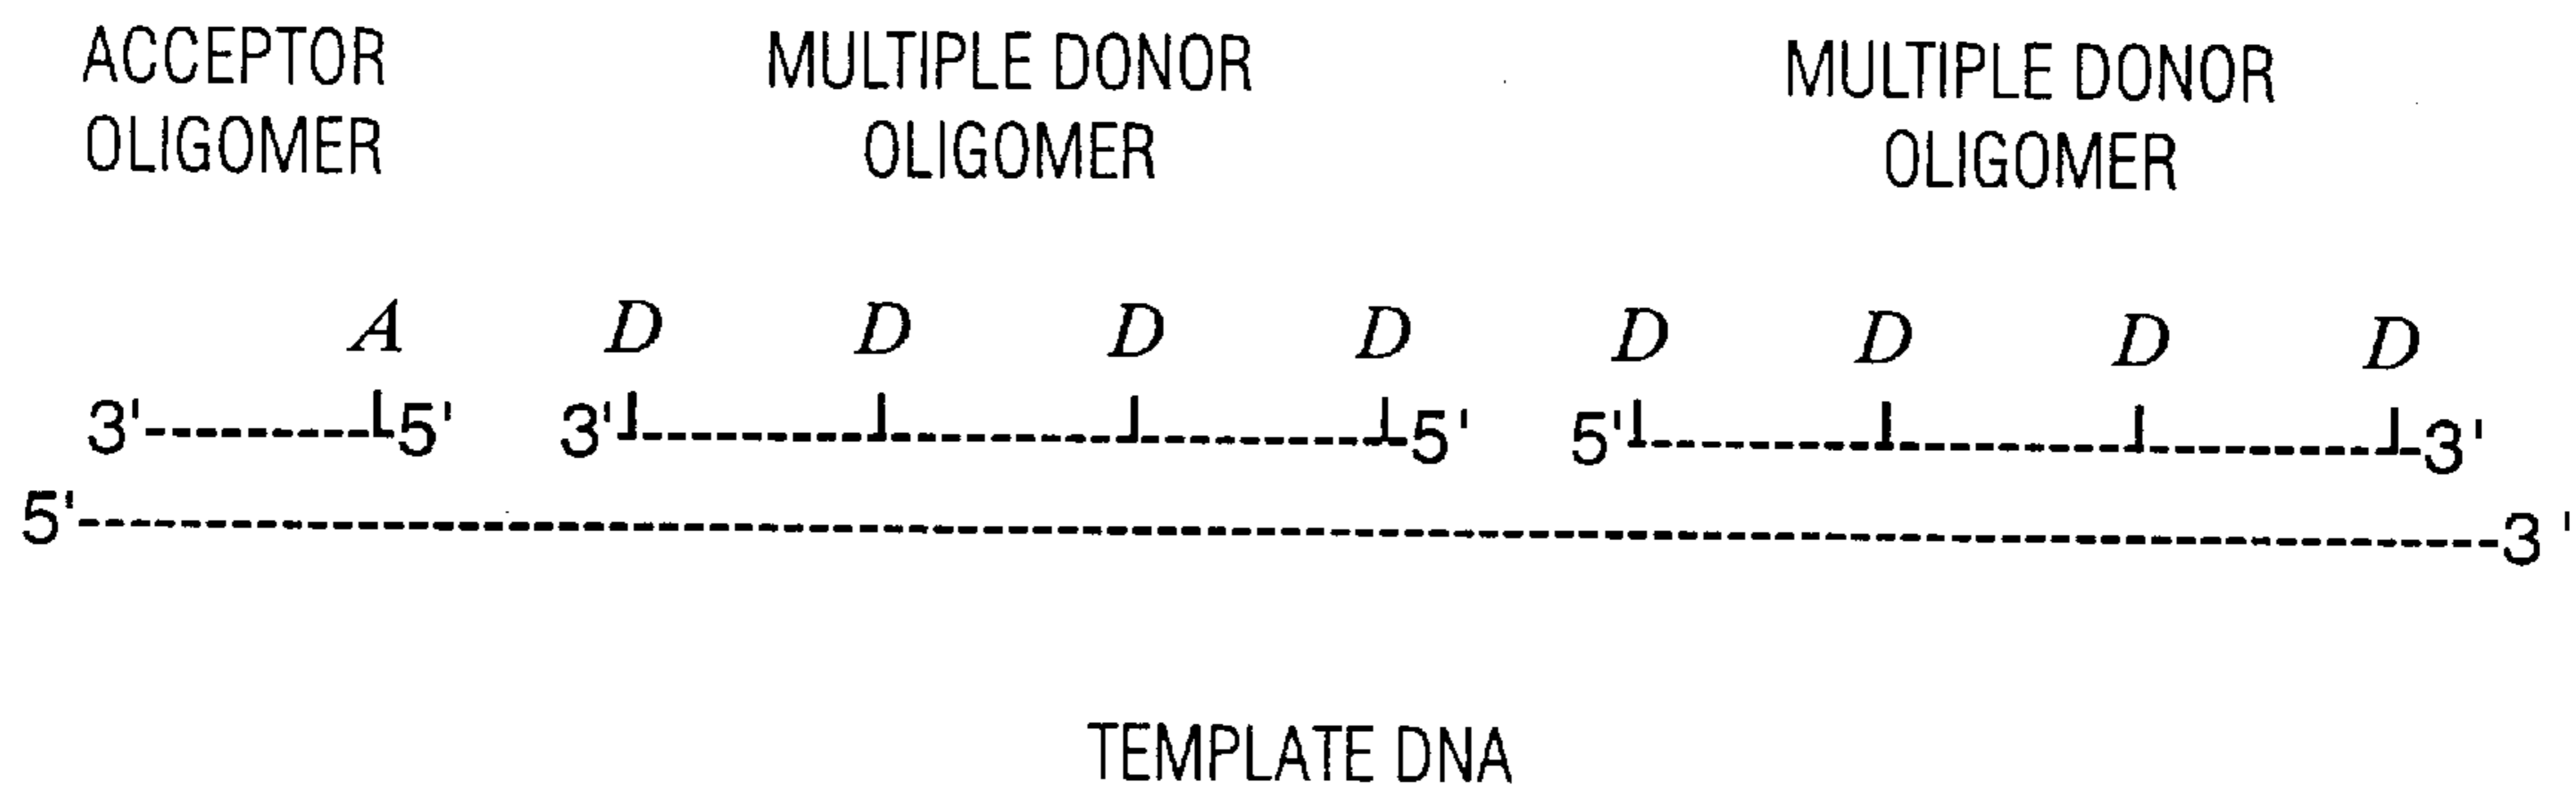 ACCEPTOR OLIGOMER
MULTIPLE DONOR OLIGOMER
MULTIPLE DONOR OLIGOMER
A D D D D D D D D
3'----------5' 3'----------5' 5'----------3'
5'----------3'
TEMPLATE DNA